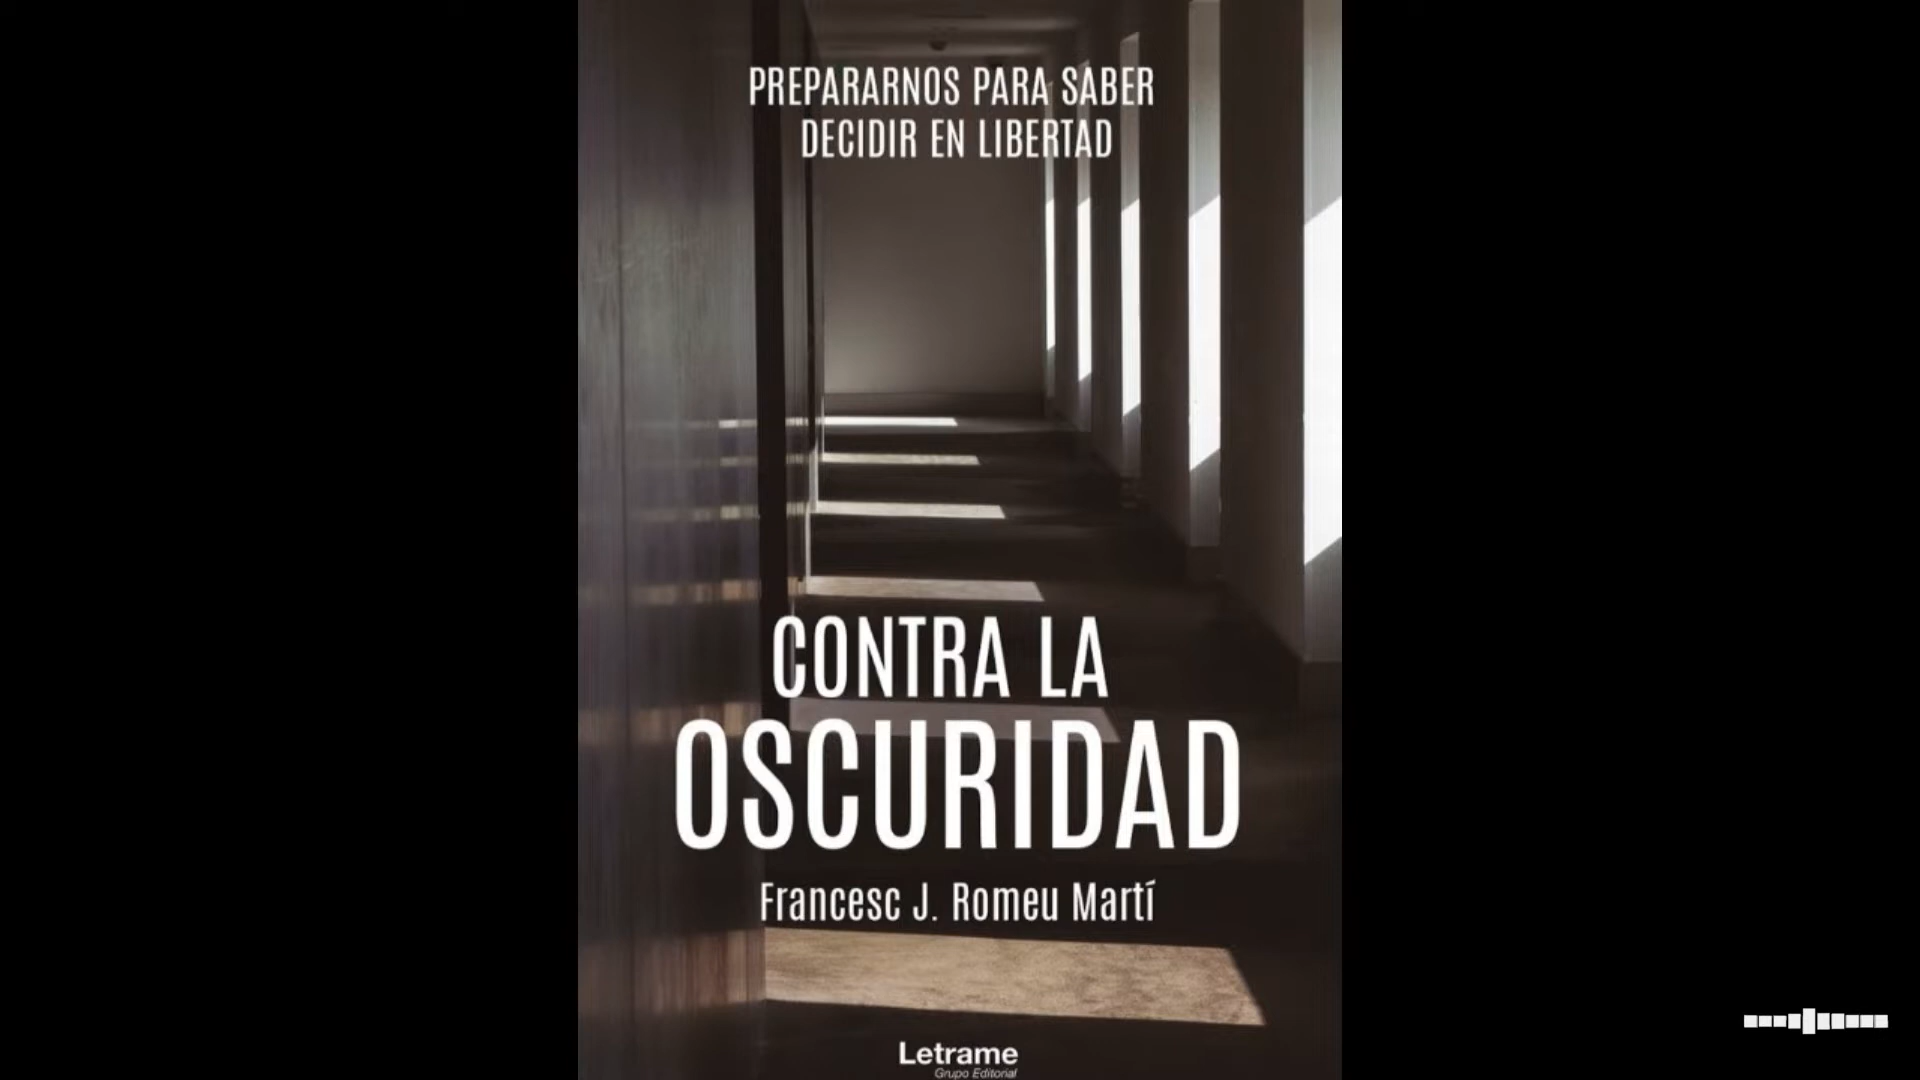 PREPARARNOS PARA SABER
DECIDIR EN LIBERTAD
CONTRA LA
OSCURIDAD
Francesc J. Romeu Martí
Letrame
Grupo Editorial